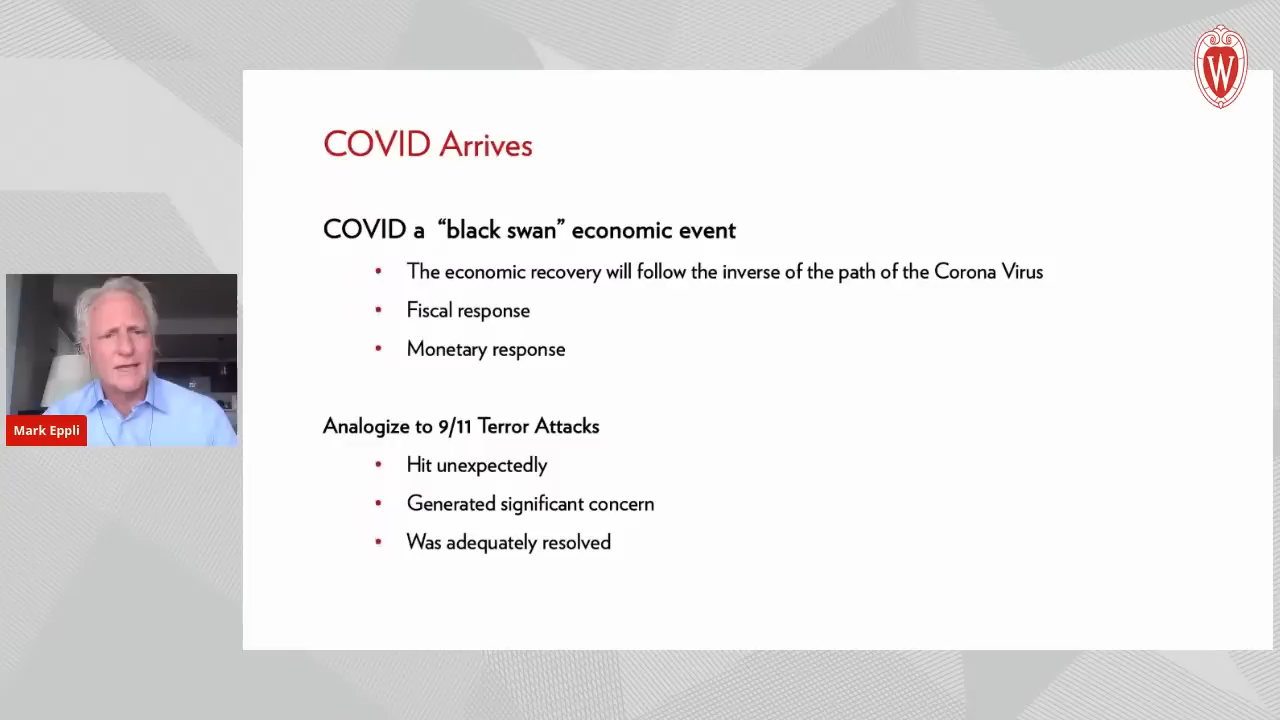 W
COVID Arrives
COVID a “black swan” economic event
• The economic recovery will follow the inverse of the path of the Corona Virus
• Fiscal response
• Monetary response
Mark Eppli
Analogize to 9/11 Terror Attacks
• Hit unexpectedly
• Generated significant concern
• Was adequately resolved